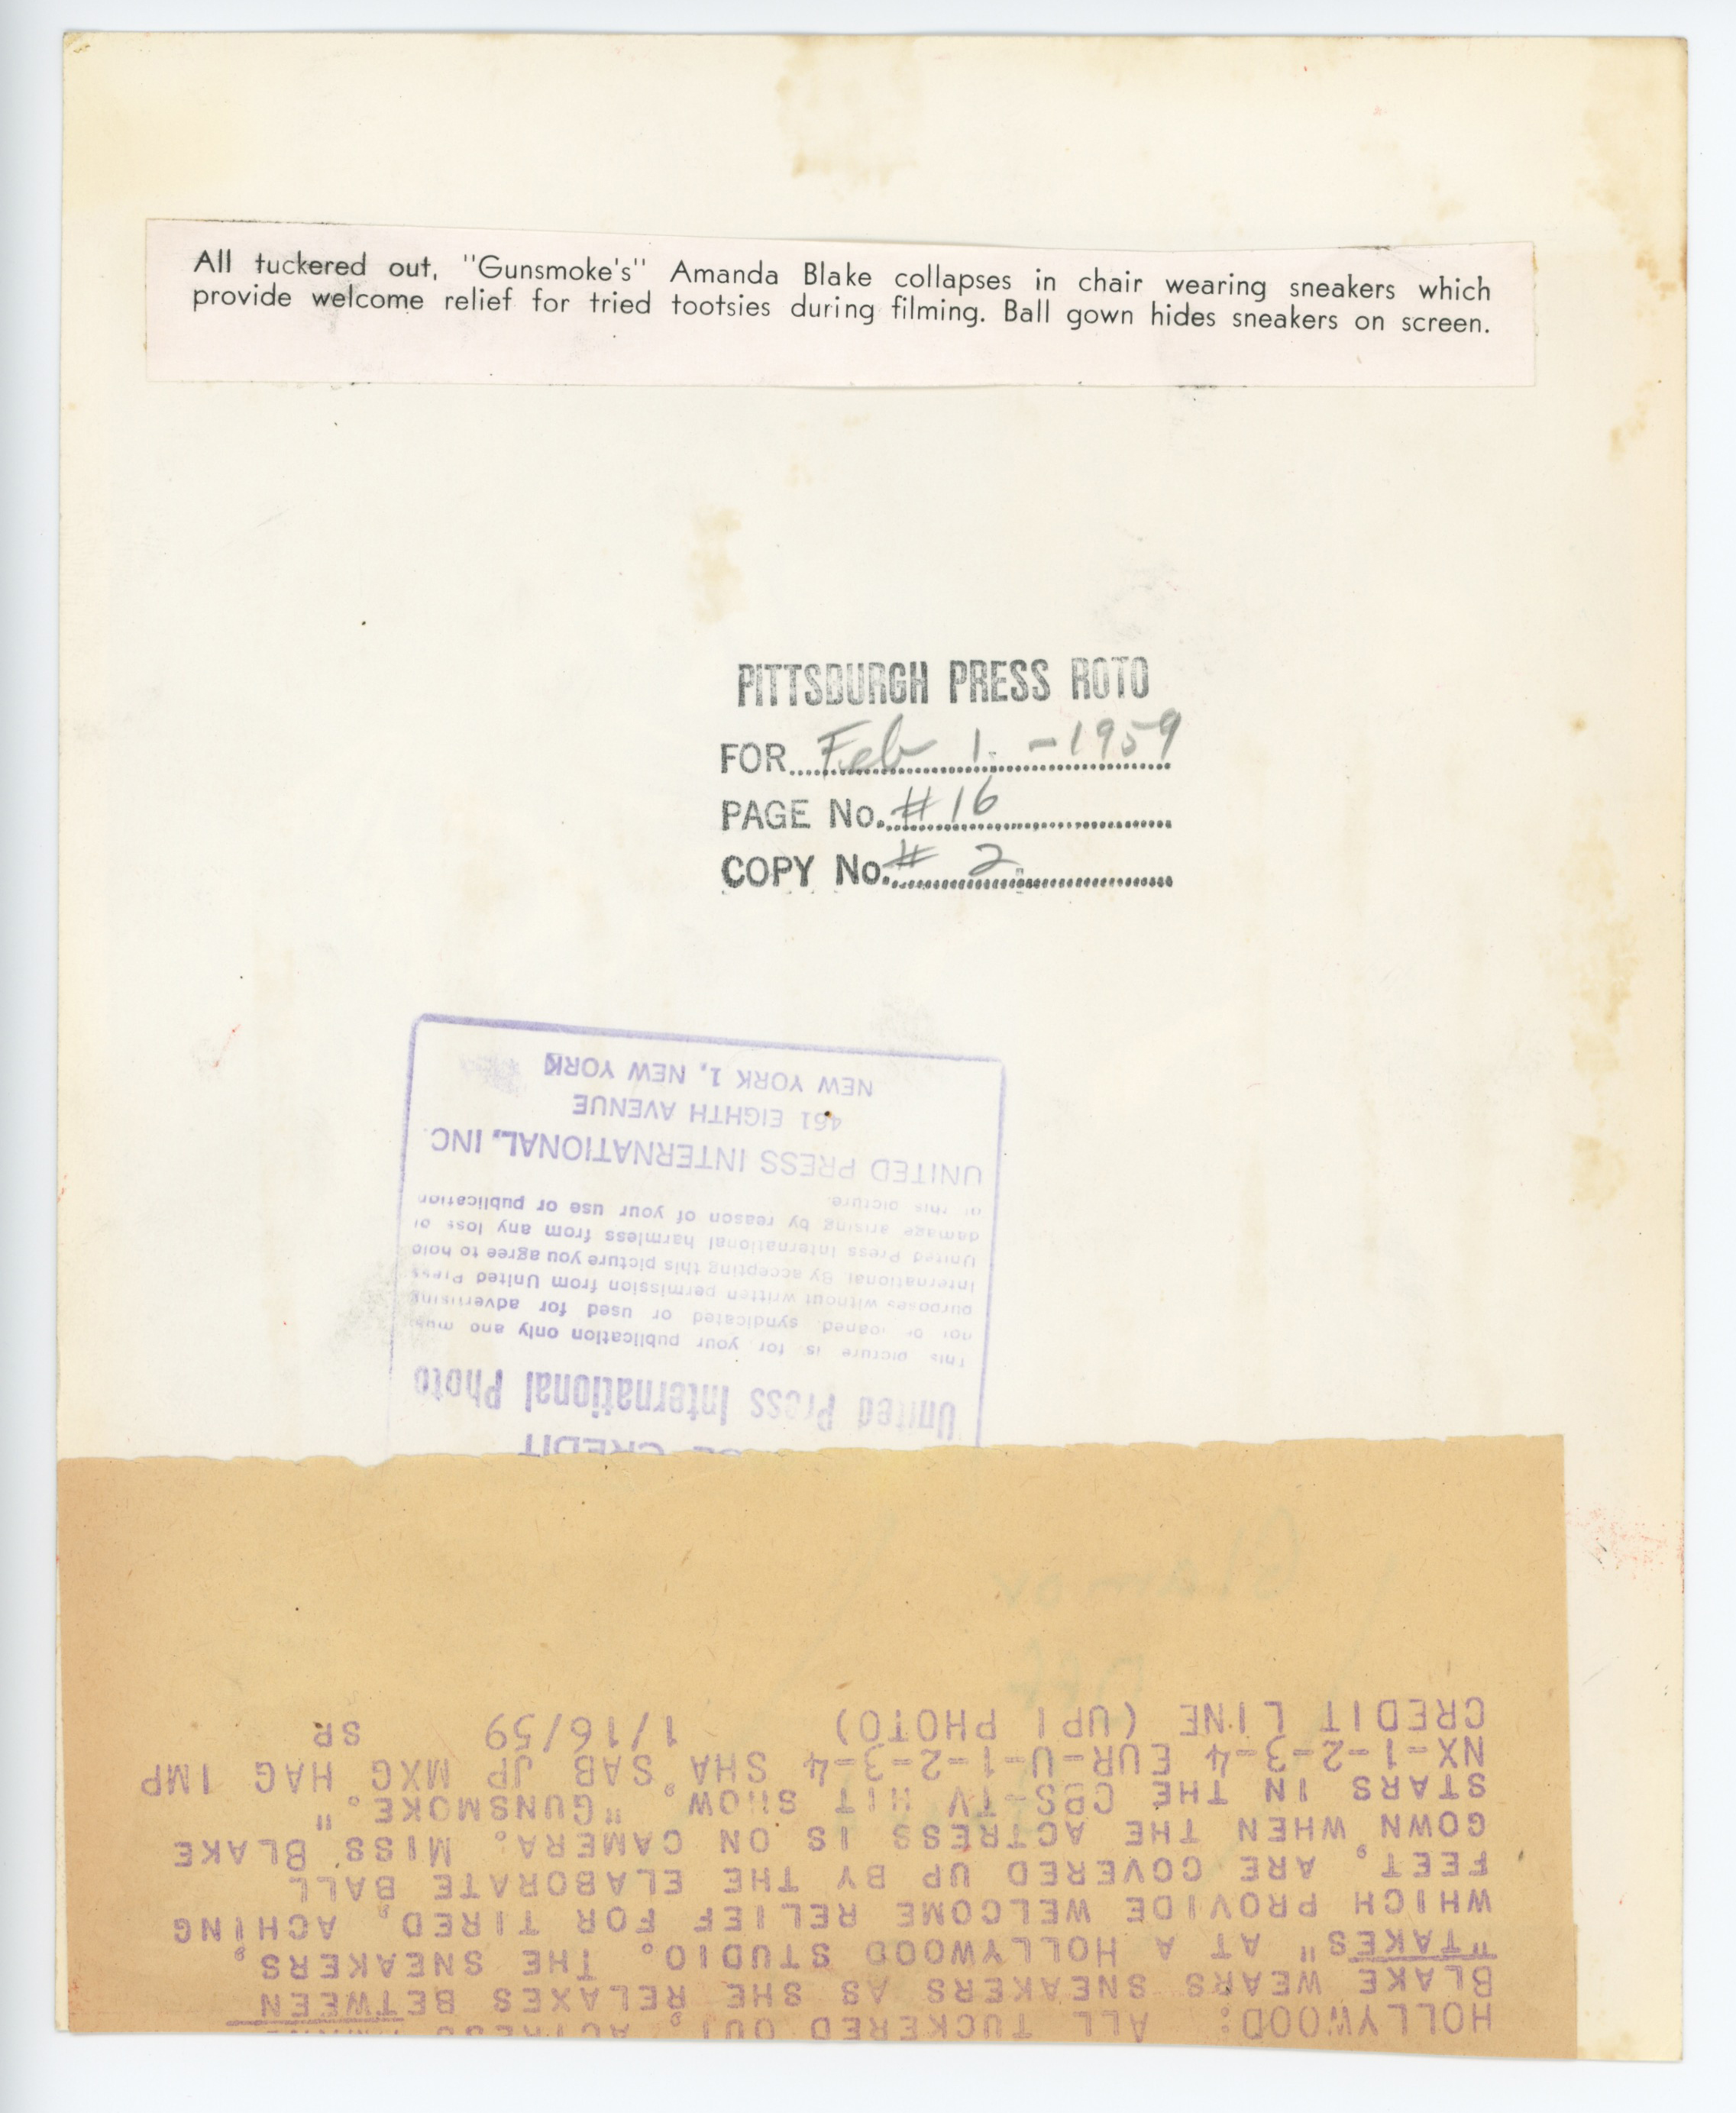 All tuckered out, "Gunsmoke's" Amanda Blake collapses in chair wearing sneakers which
provide welcome relief for tried tootsies during filming. Ball gown hides sneakers on screen.
PITTSBURGH PRESS ROTO
FOR Feb 1. -1959
PAGE No. #16
COPY No. # 2
CREDIT
United Press International Photo
This picture is for your publication only and must
not be loaned, syndicated or used for advertising
purposes without written permission from United Press
International. By accepting this picture you agree to hold
United Press International harmless from any loss or
damage arising by reason of your use or publication
of this picture.
UNITED PRESS INTERNATIONAL, INC.
461 EIGHTH AVENUE
NEW YORK 1, NEW YORK
HOLLYWOOD: ALL TUCKERED OUT, ACTRESS
BLAKE WEARS SNEAKERS AS SHE RELAXES BETWEEN
"TAKES" AT A HOLLYWOOD STUDIO. THE SNEAKERS,
WHICH PROVIDE WELCOME RELIEF FOR TIRED, ACHING
FEET, ARE COVERED UP BY THE ELABORATE BALL
GOWN WHEN THE ACTRESS IS ON CAMERA. MISS BLAKE
STARS IN THE CBS-TV HIT SHOW, "GUNSMOKE."
NX-1-2-3-4 EUR-U-1-2-3-4 SHA SAB JP MXG HAG IMP
CREDIT LINE (UPI PHOTO) 1/16/59 SR